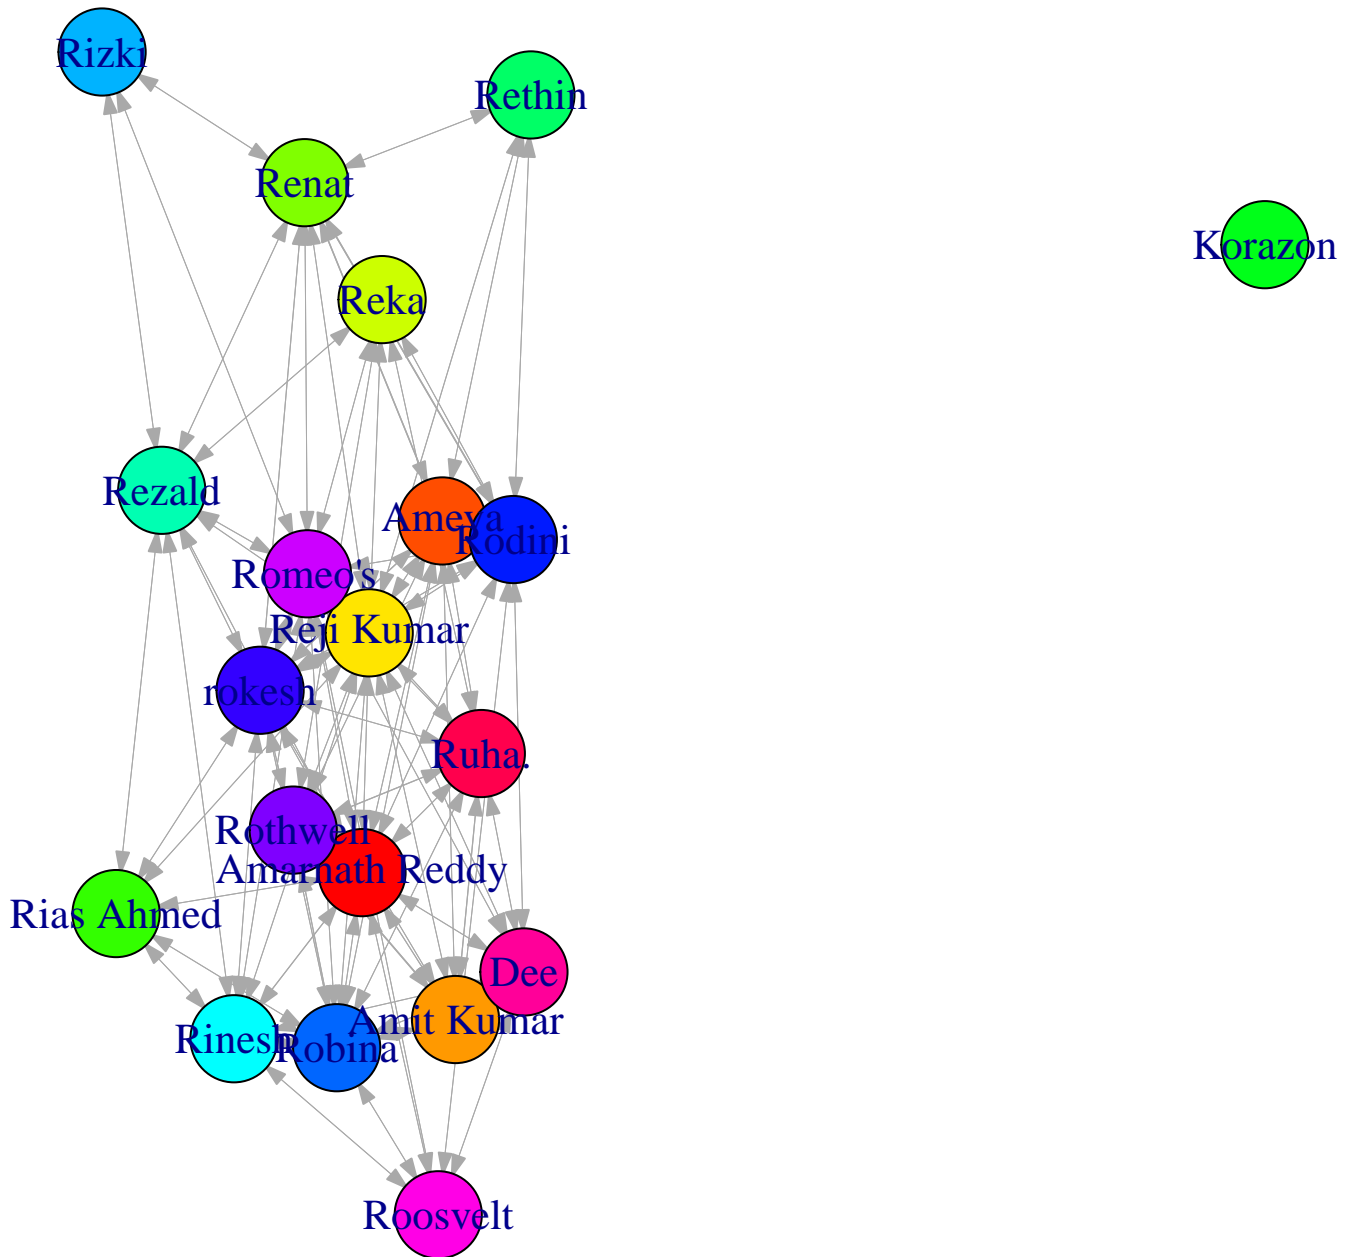 Rizki
Rethin
Renat
Korazon
Reka
Rezald
Ameya
Rodini
Romeo's
Reji Kumar
rokesh
Ruha.
Rothwell
Amarnath Reddy
Rias Ahmed
Dee
Amit Kumar
Rinesh
Robina
Roosvelt